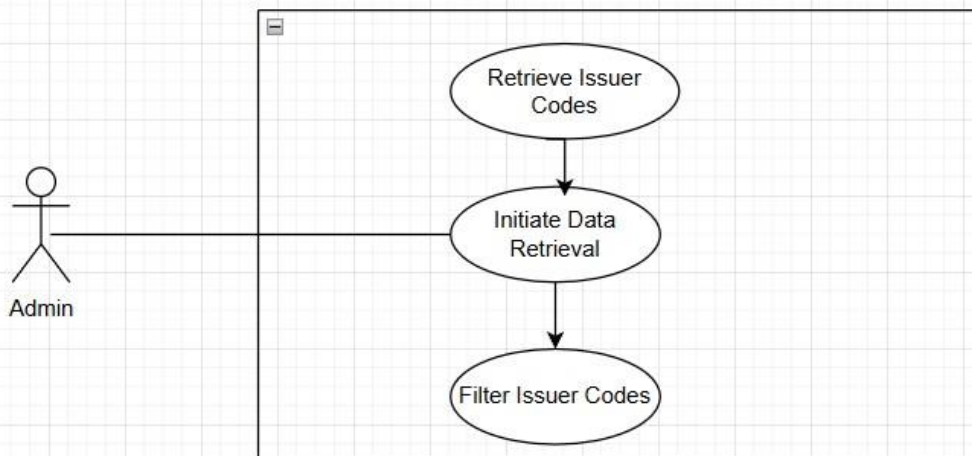 Retrieve Issuer
Codes
Initiate Data
Retrieval
Admin
Filter Issuer Codes